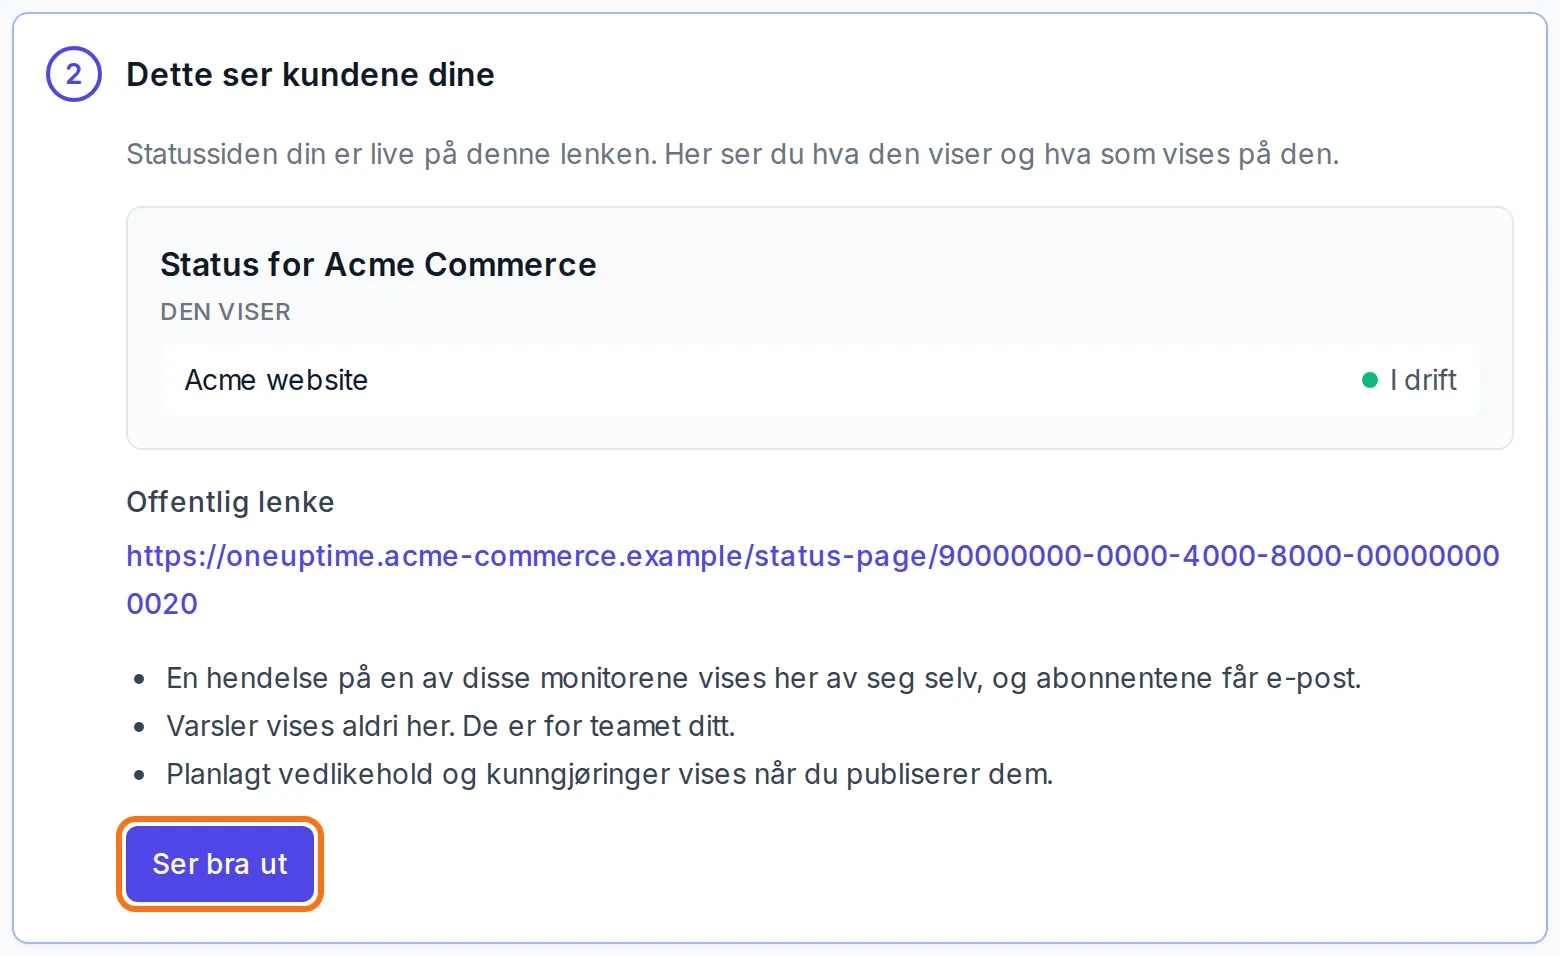 2
Dette ser kundene dine
Statussiden din er live på denne lenken. Her ser du hva den viser og hva som vises på den.
Status for Acme Commerce
DEN VISER
Acme website
I drift
Offentlig lenke
https://oneuptime.acme-commerce.example/status-page/90000000-0000-4000-8000-00000000
0020
• En hendelse på en av disse monitorene vises her av seg selv, og abonnentene får e-post.
• Varsler vises aldri her. De er for teamet ditt.
• Planlagt vedlikehold og kunngjøringer vises når du publiserer dem.
Ser bra ut